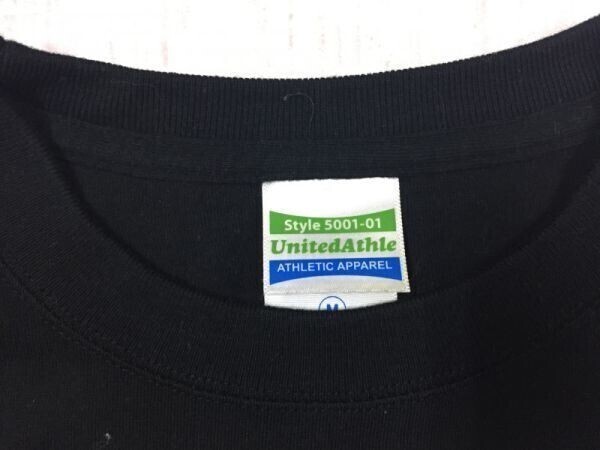 Style 5001-01
UnitedAthle
ATHLETIC APPAREL
M